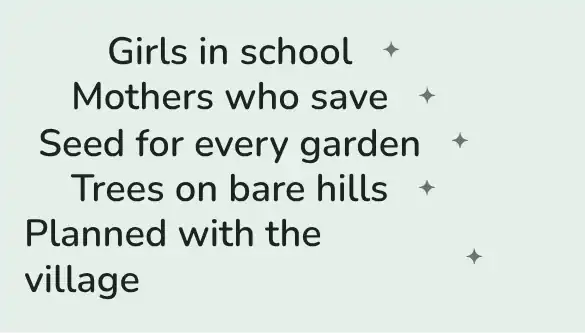 Girls in school ✦
Mothers who save ✦
Seed for every garden ✦
Trees on bare hills ✦
Planned with the
village ✦